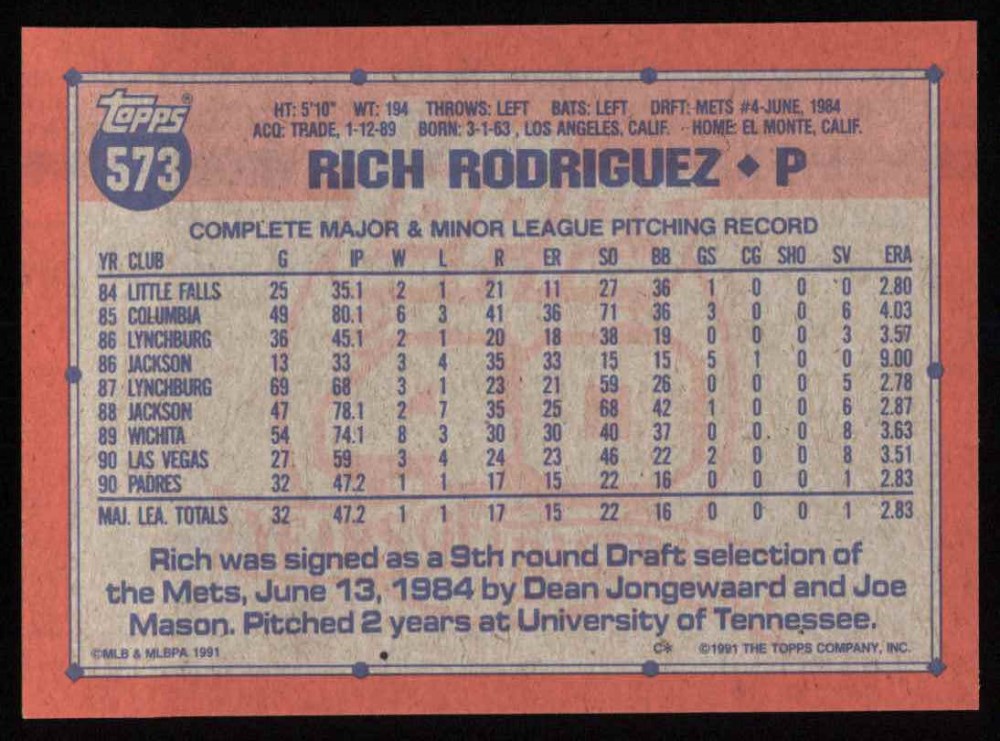 Topps®
573
HT: 5'10" WT: 194 THROWS: LEFT BATS: LEFT DRFT: METS #4-JUNE, 1984
ACQ: TRADE, 1-12-89 BORN: 3-1-63, LOS ANGELES, CALIF. HOME: EL MONTE, CALIF.
RICH RODRIGUEZ ◆ P
COMPLETE MAJOR & MINOR LEAGUE PITCHING RECORD
YR CLUB G IP W L R ER SO BB GS CG SHO SV ERA
84 LITTLE FALLS 25 35.1 2 1 21 11 27 36 1 0 0 0 2.80
85 COLUMBIA 49 80.1 6 3 41 36 71 36 3 0 0 6 4.03
86 LYNCHBURG 36 45.1 2 1 20 18 38 19 0 0 0 3 3.57
86 JACKSON 13 33 3 4 35 33 15 15 5 1 0 0 9.00
87 LYNCHBURG 69 68 3 1 23 21 59 26 0 0 0 5 2.78
88 JACKSON 47 78.1 2 7 35 25 68 42 1 0 0 6 2.87
89 WICHITA 54 74.1 8 3 30 30 40 37 0 0 0 8 3.63
90 LAS VEGAS 27 59 3 4 24 23 46 22 2 0 0 8 3.51
90 PADRES 32 47.2 1 1 17 15 22 16 0 0 0 1 2.83
MAJ. LEA. TOTALS 32 47.2 1 1 17 15 22 16 0 0 0 1 2.83
Rich was signed as a 9th round Draft selection of
the Mets, June 13, 1984 by Dean Jongewaard and Joe
Mason. Pitched 2 years at University of Tennessee.
©MLB & MLBPA 1991 C* ©1991 THE TOPPS COMPANY, INC.